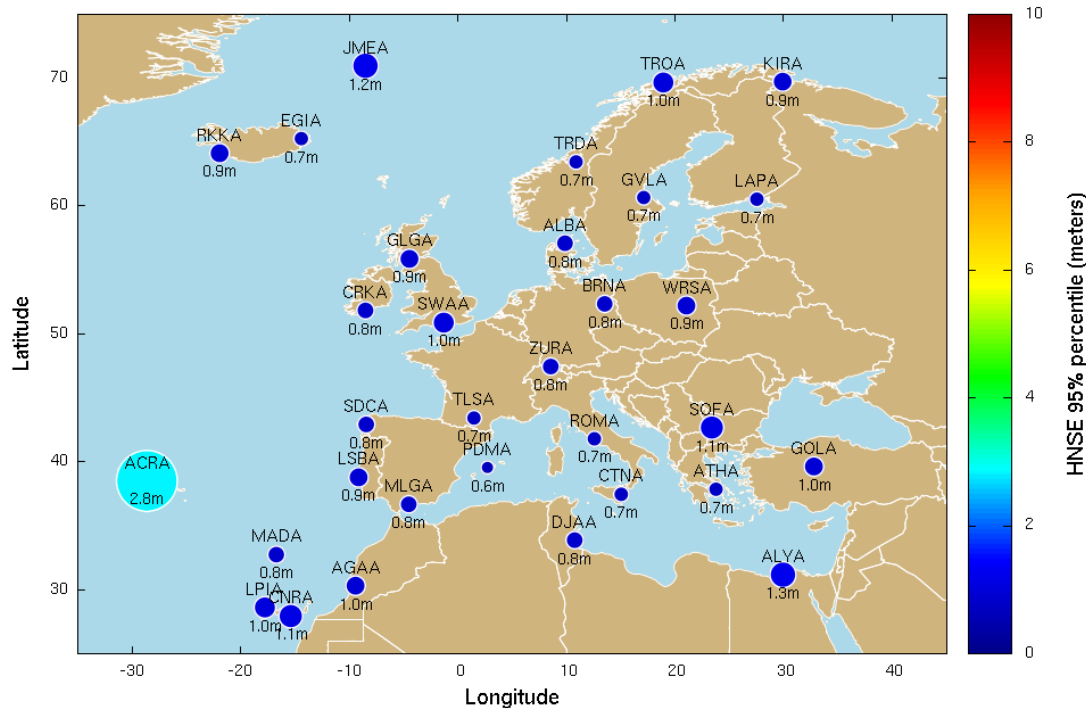 10
JMEA
1.2m
TROA
1.0m
KIRA
0.9m
70
8
EGIA
0.7m
RKKA
0.9m
TRDA
0.7m
GVLA
0.7m
LAPA
0.7m
60
ALBA
0.8m
GLGA
0.9m
6
CRKA
0.8m
SWAA
1.0m
BRNA
0.8m
WRSA
0.9m
50
ZURA
0.8m
4
SDCA
0.8m
TLSA
0.7m
ROMA
0.7m
SOFA
1.1m
PDMA
0.6m
GOLA
1.0m
40
ACRA
2.8m
LSBA
0.9m
MLGA
0.8m
CTNA
0.7m
ATHA
0.7m
2
MADA
0.8m
DJAA
0.8m
ALYA
1.3m
30
AGAA
1.0m
LPIA
1.0m
CNRA
1.1m
0
-30
-20
-10
0
10
20
30
40
Longitude
Latitude
HNSE 95% percentile (meters)